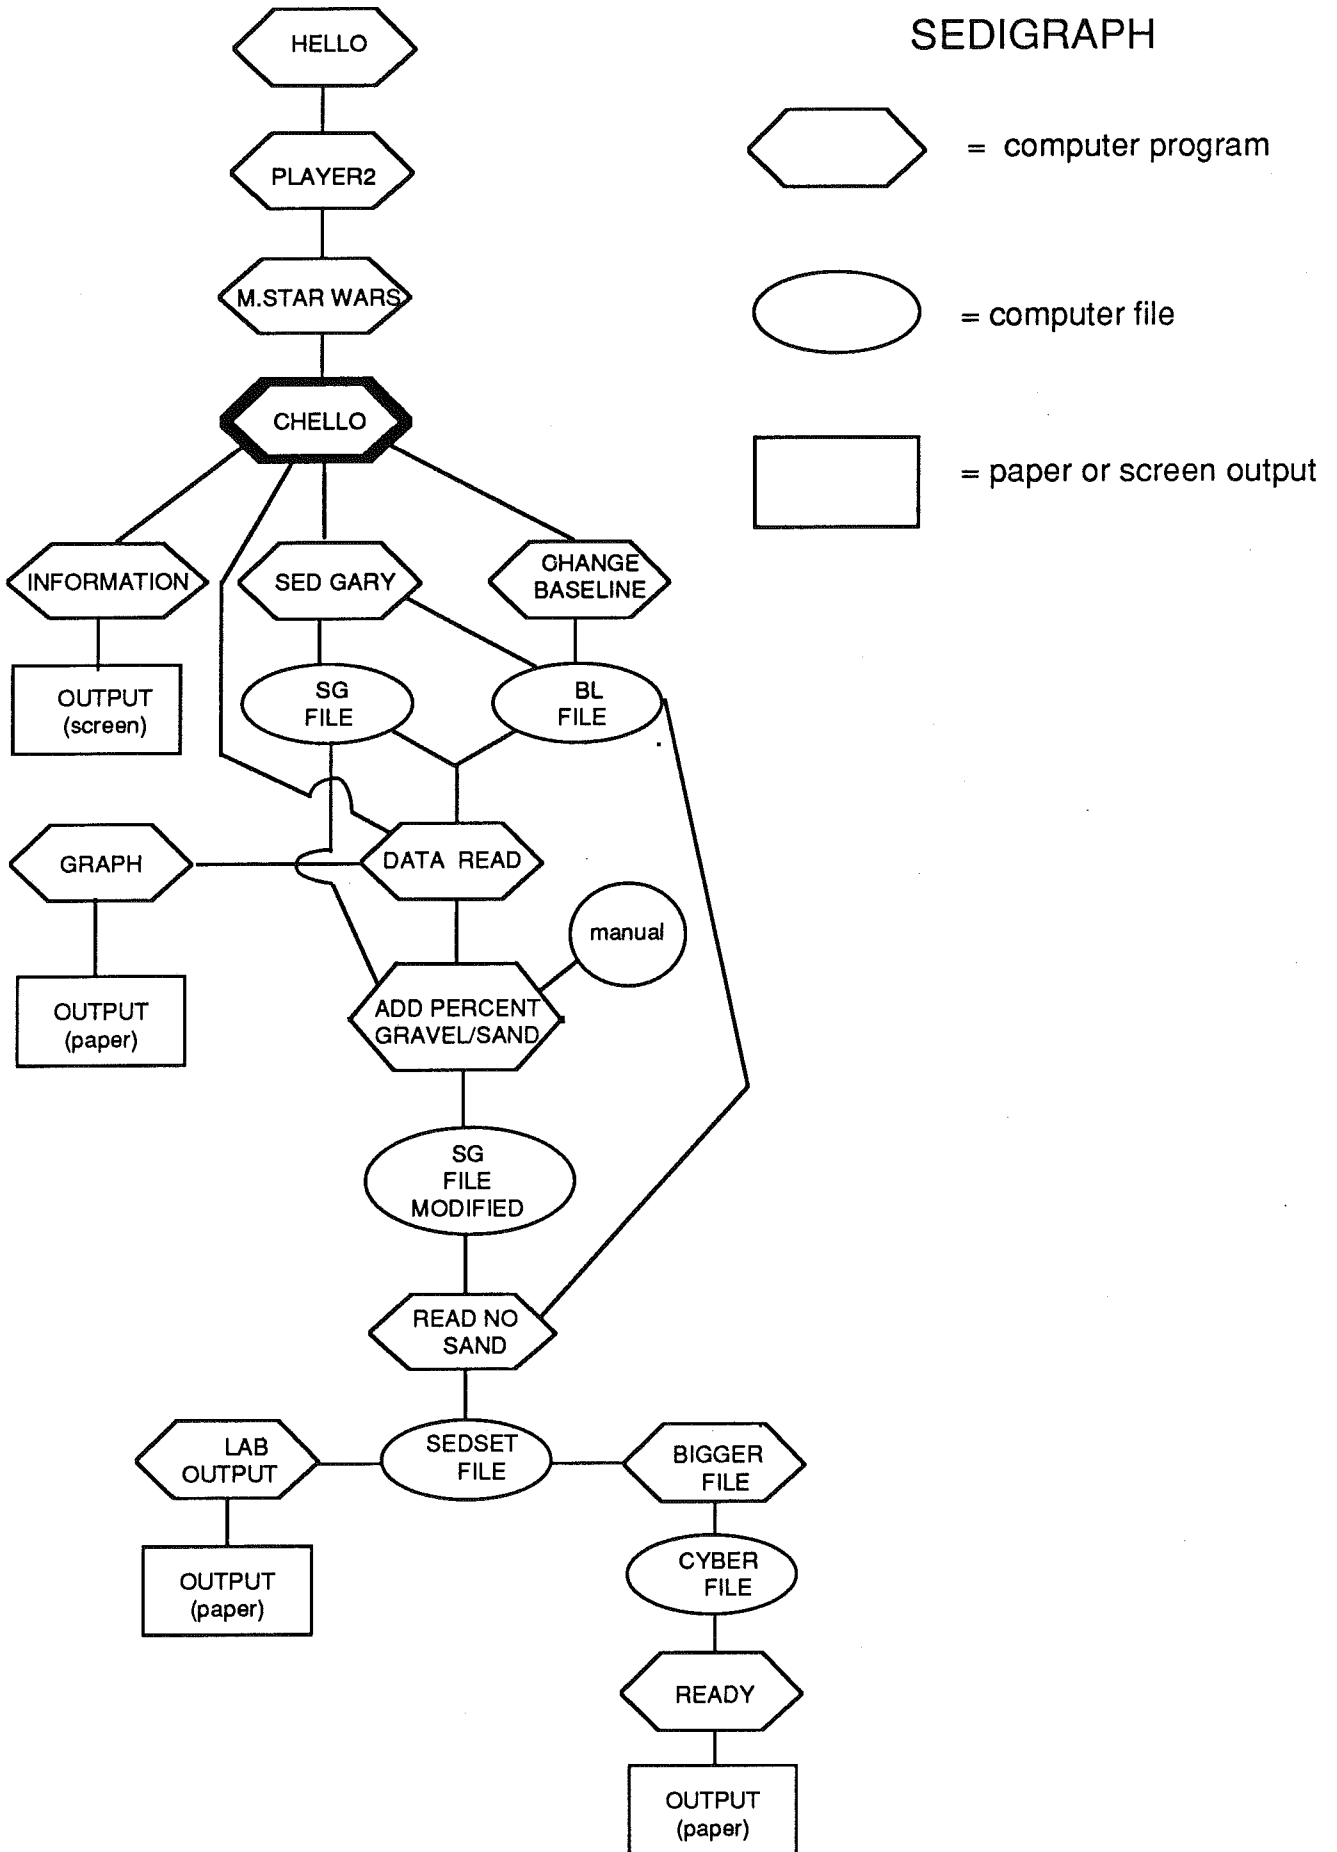 SEDIGRAPH
= computer program
= computer file
= paper or screen output
HELLO
PLAYER2
M.STAR WARS
CHELLO
INFORMATION
SED GARY
CHANGE
BASELINE
OUTPUT
(screen)
SG
FILE
BL
FILE
GRAPH
DATA READ
manual
OUTPUT
(paper)
ADD PERCENT
GRAVEL/SAND
SG
FILE
MODIFIED
READ NO
SAND
LAB
OUTPUT
SEDSET
FILE
BIGGER
FILE
OUTPUT
(paper)
CYBER
FILE
READY
OUTPUT
(paper)